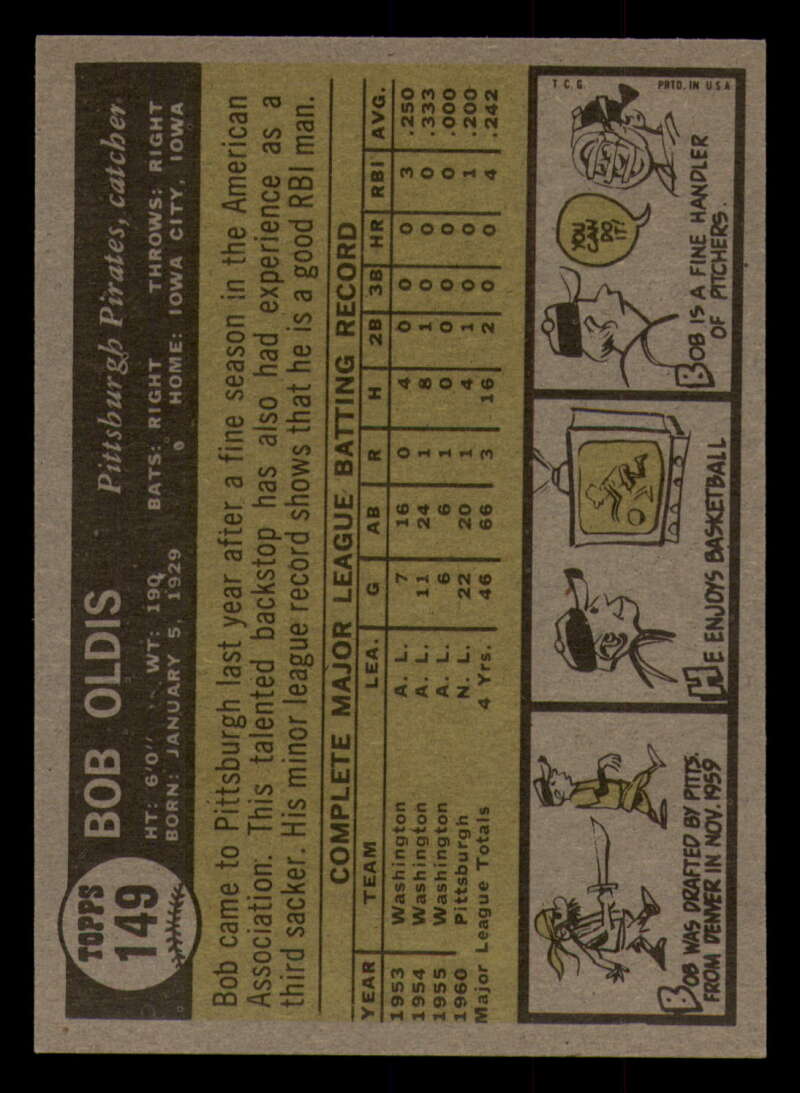 TOPPS
149
BOB OLDIS Pittsburgh Pirates, catcher
HT: 6'0" WT: 190 BATS: RIGHT THROWS: RIGHT
BORN: JANUARY 5, 1929 HOME: IOWA CITY, IOWA
Bob came to Pittsburgh last year after a fine season in the American
Association. This talented backstop has also had experience as a
third sacker. His minor league record shows that he is a good RBI man.
COMPLETE MAJOR LEAGUE BATTING RECORD
YEAR TEAM LEA. G AB R H 2B 3B HR RBI AVG.
1953 Washington A. L. 7 16 0 4 0 0 0 3 .250
1954 Washington A. L. 11 24 1 8 1 0 0 0 .333
1955 Washington A. L. 6 6 1 0 0 0 0 0 .000
1960 Pittsburgh N. L. 22 20 1 4 1 0 0 1 .200
Major League Totals 4 Yrs. 46 66 3 16 2 0 0 4 .242
BOB WAS DRAFTED BY PITTS.
FROM DENVER IN NOV. 1959
HE ENJOYS BASKETBALL
T.C.G. PRTD. IN U S A
YOU
CAN
DO
IT!
BOB IS A FINE HANDLER
OF PITCHERS.